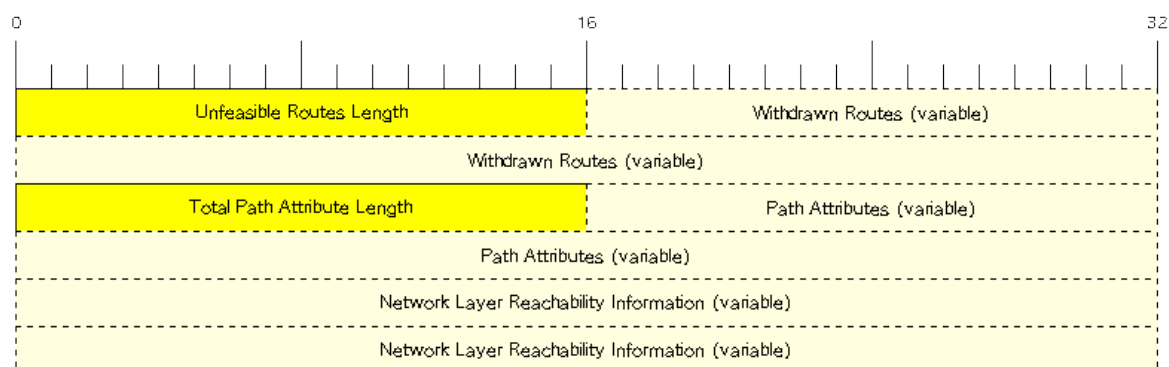 0 16 32
Unfeasible Routes Length Withdrawn Routes (variable)
Withdrawn Routes (variable)
Total Path Attribute Length Path Attributes (variable)
Path Attributes (variable)
Network Layer Reachability Information (variable)
Network Layer Reachability Information (variable)